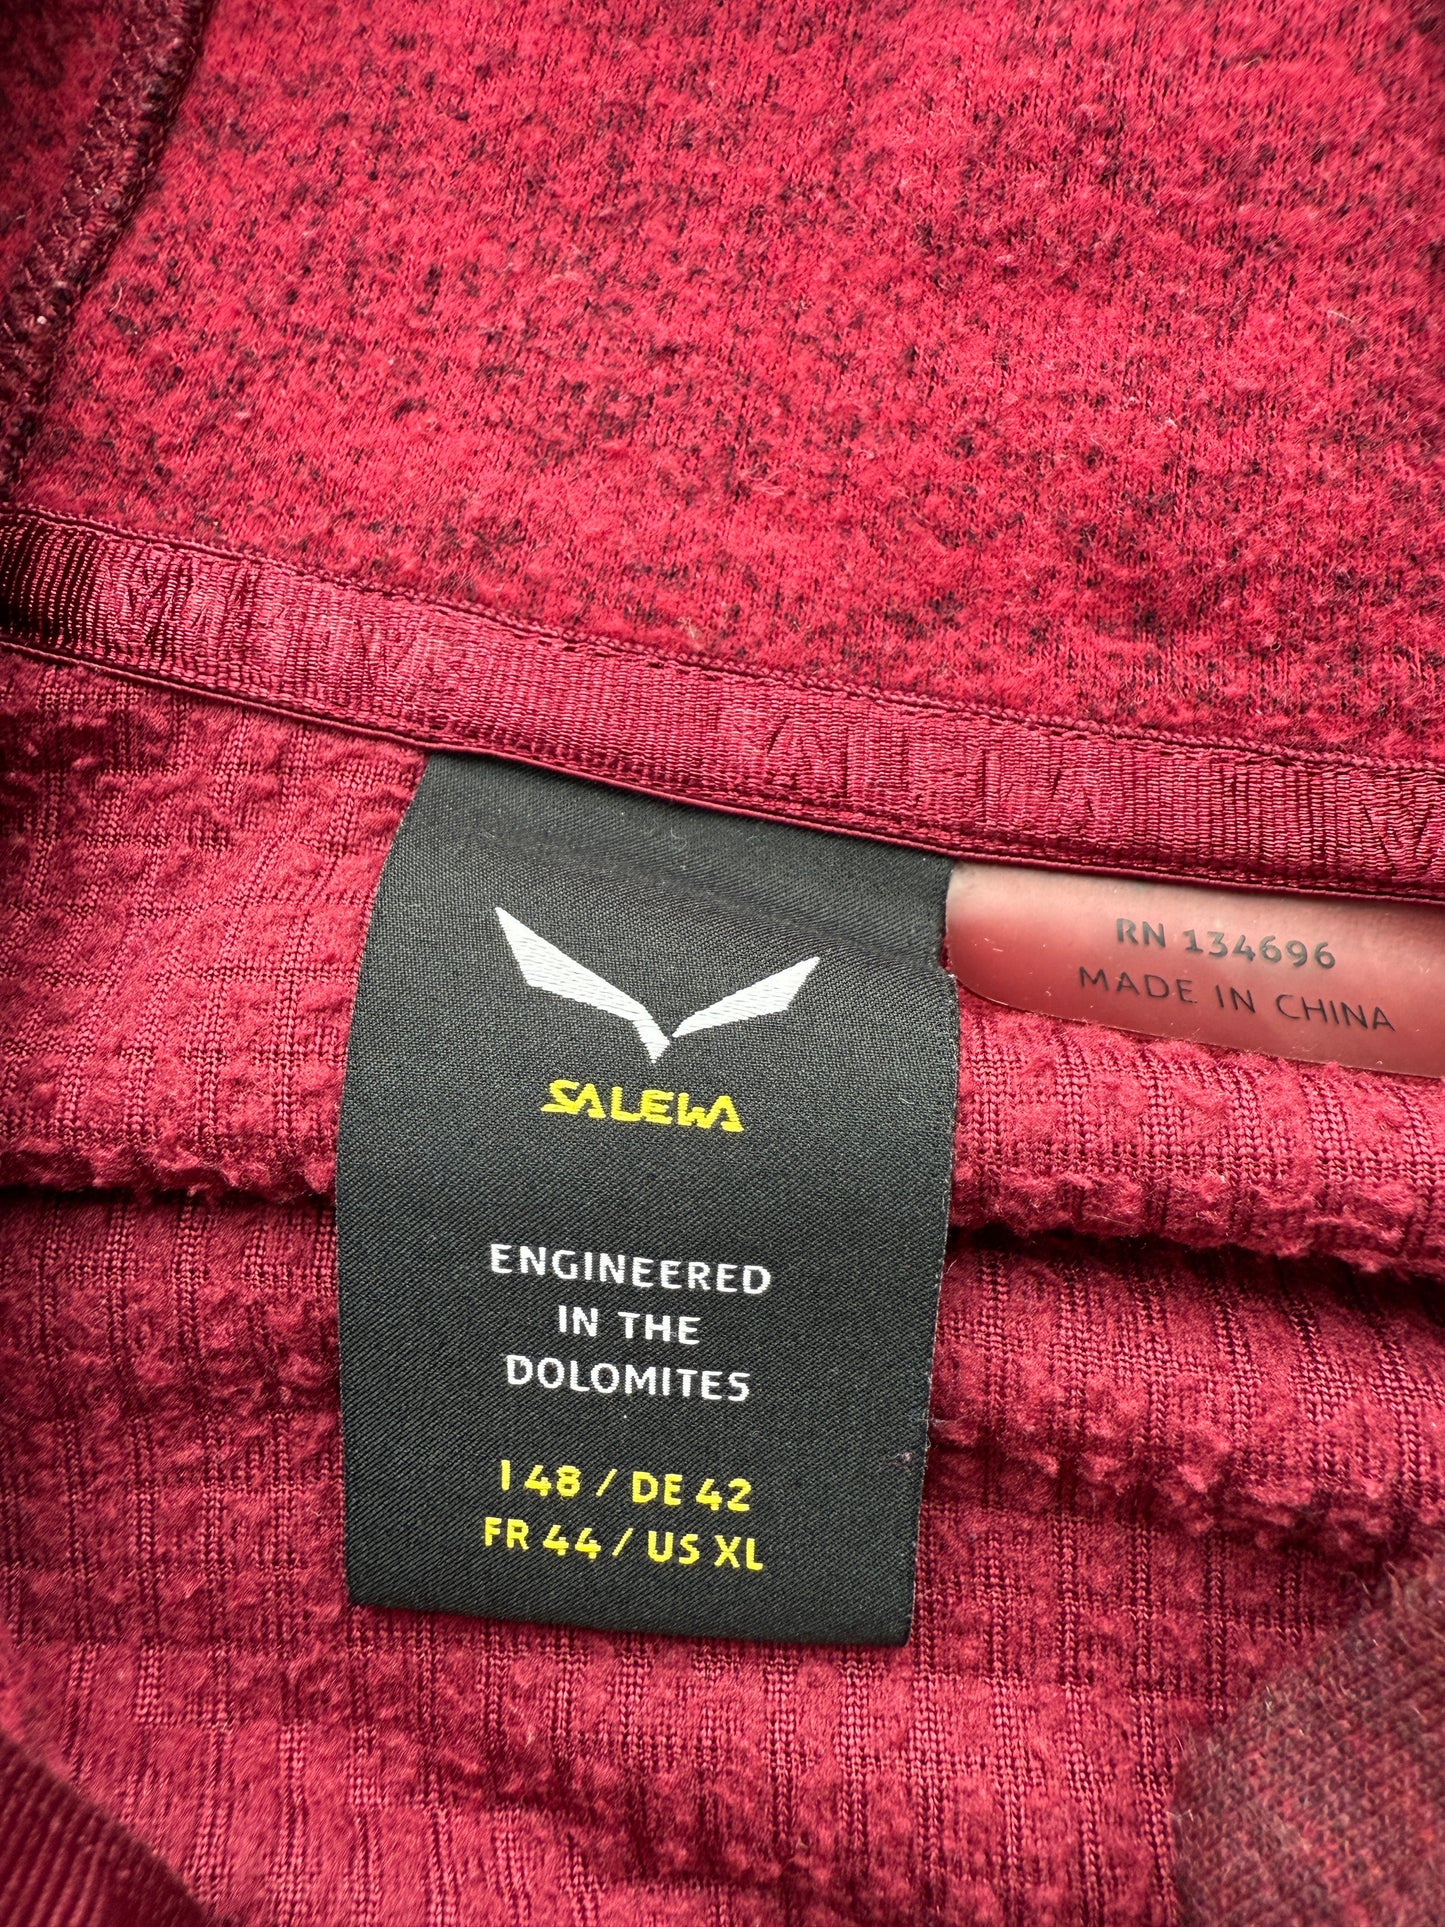 SALEWA
ENGINEERED
IN THE
DOLOMITES
I 48 / DE 42
FR 44 / US XL
RN 134696
MADE IN CHINA